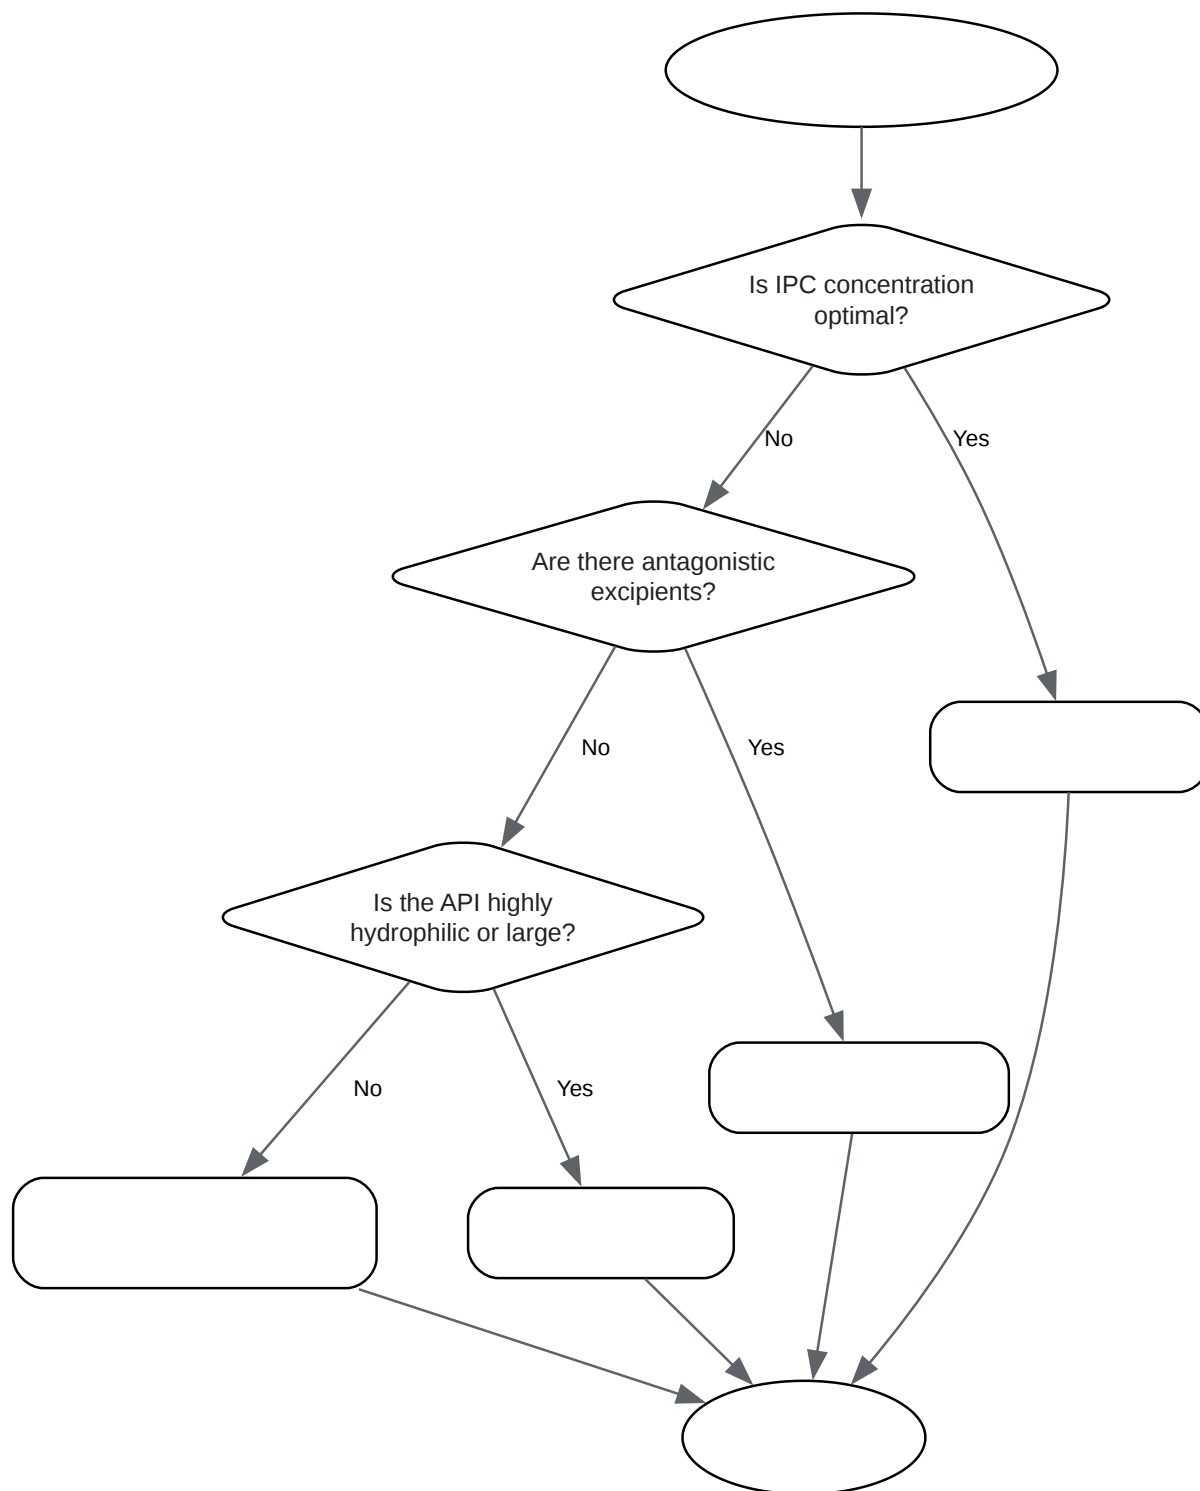 Is IPC concentration
optimal?
No
Yes
Are there antagonistic
excipients?
No
Yes
Is the API highly
hydrophilic or large?
No
Yes